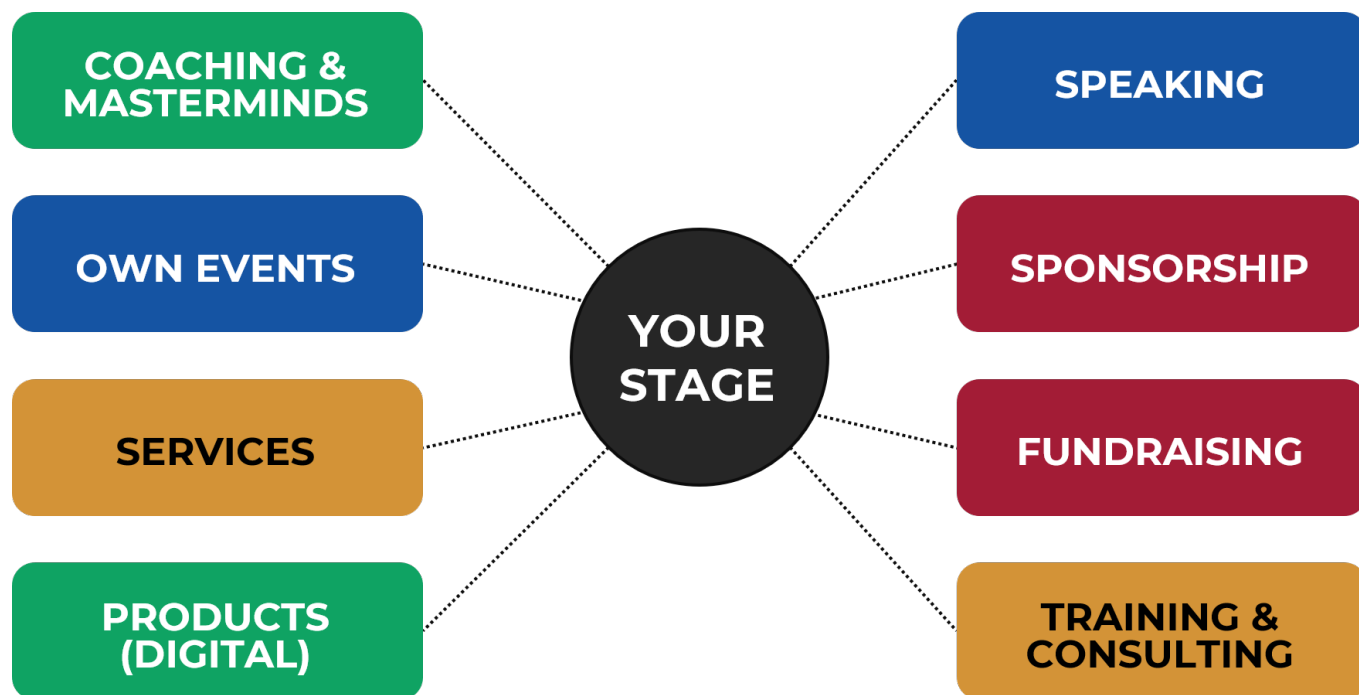 COACHING &
MASTERMINDS
OWN EVENTS
SERVICES
PRODUCTS
(DIGITAL)
YOUR
STAGE
SPEAKING
SPONSORSHIP
FUNDRAISING
TRAINING &
CONSULTING